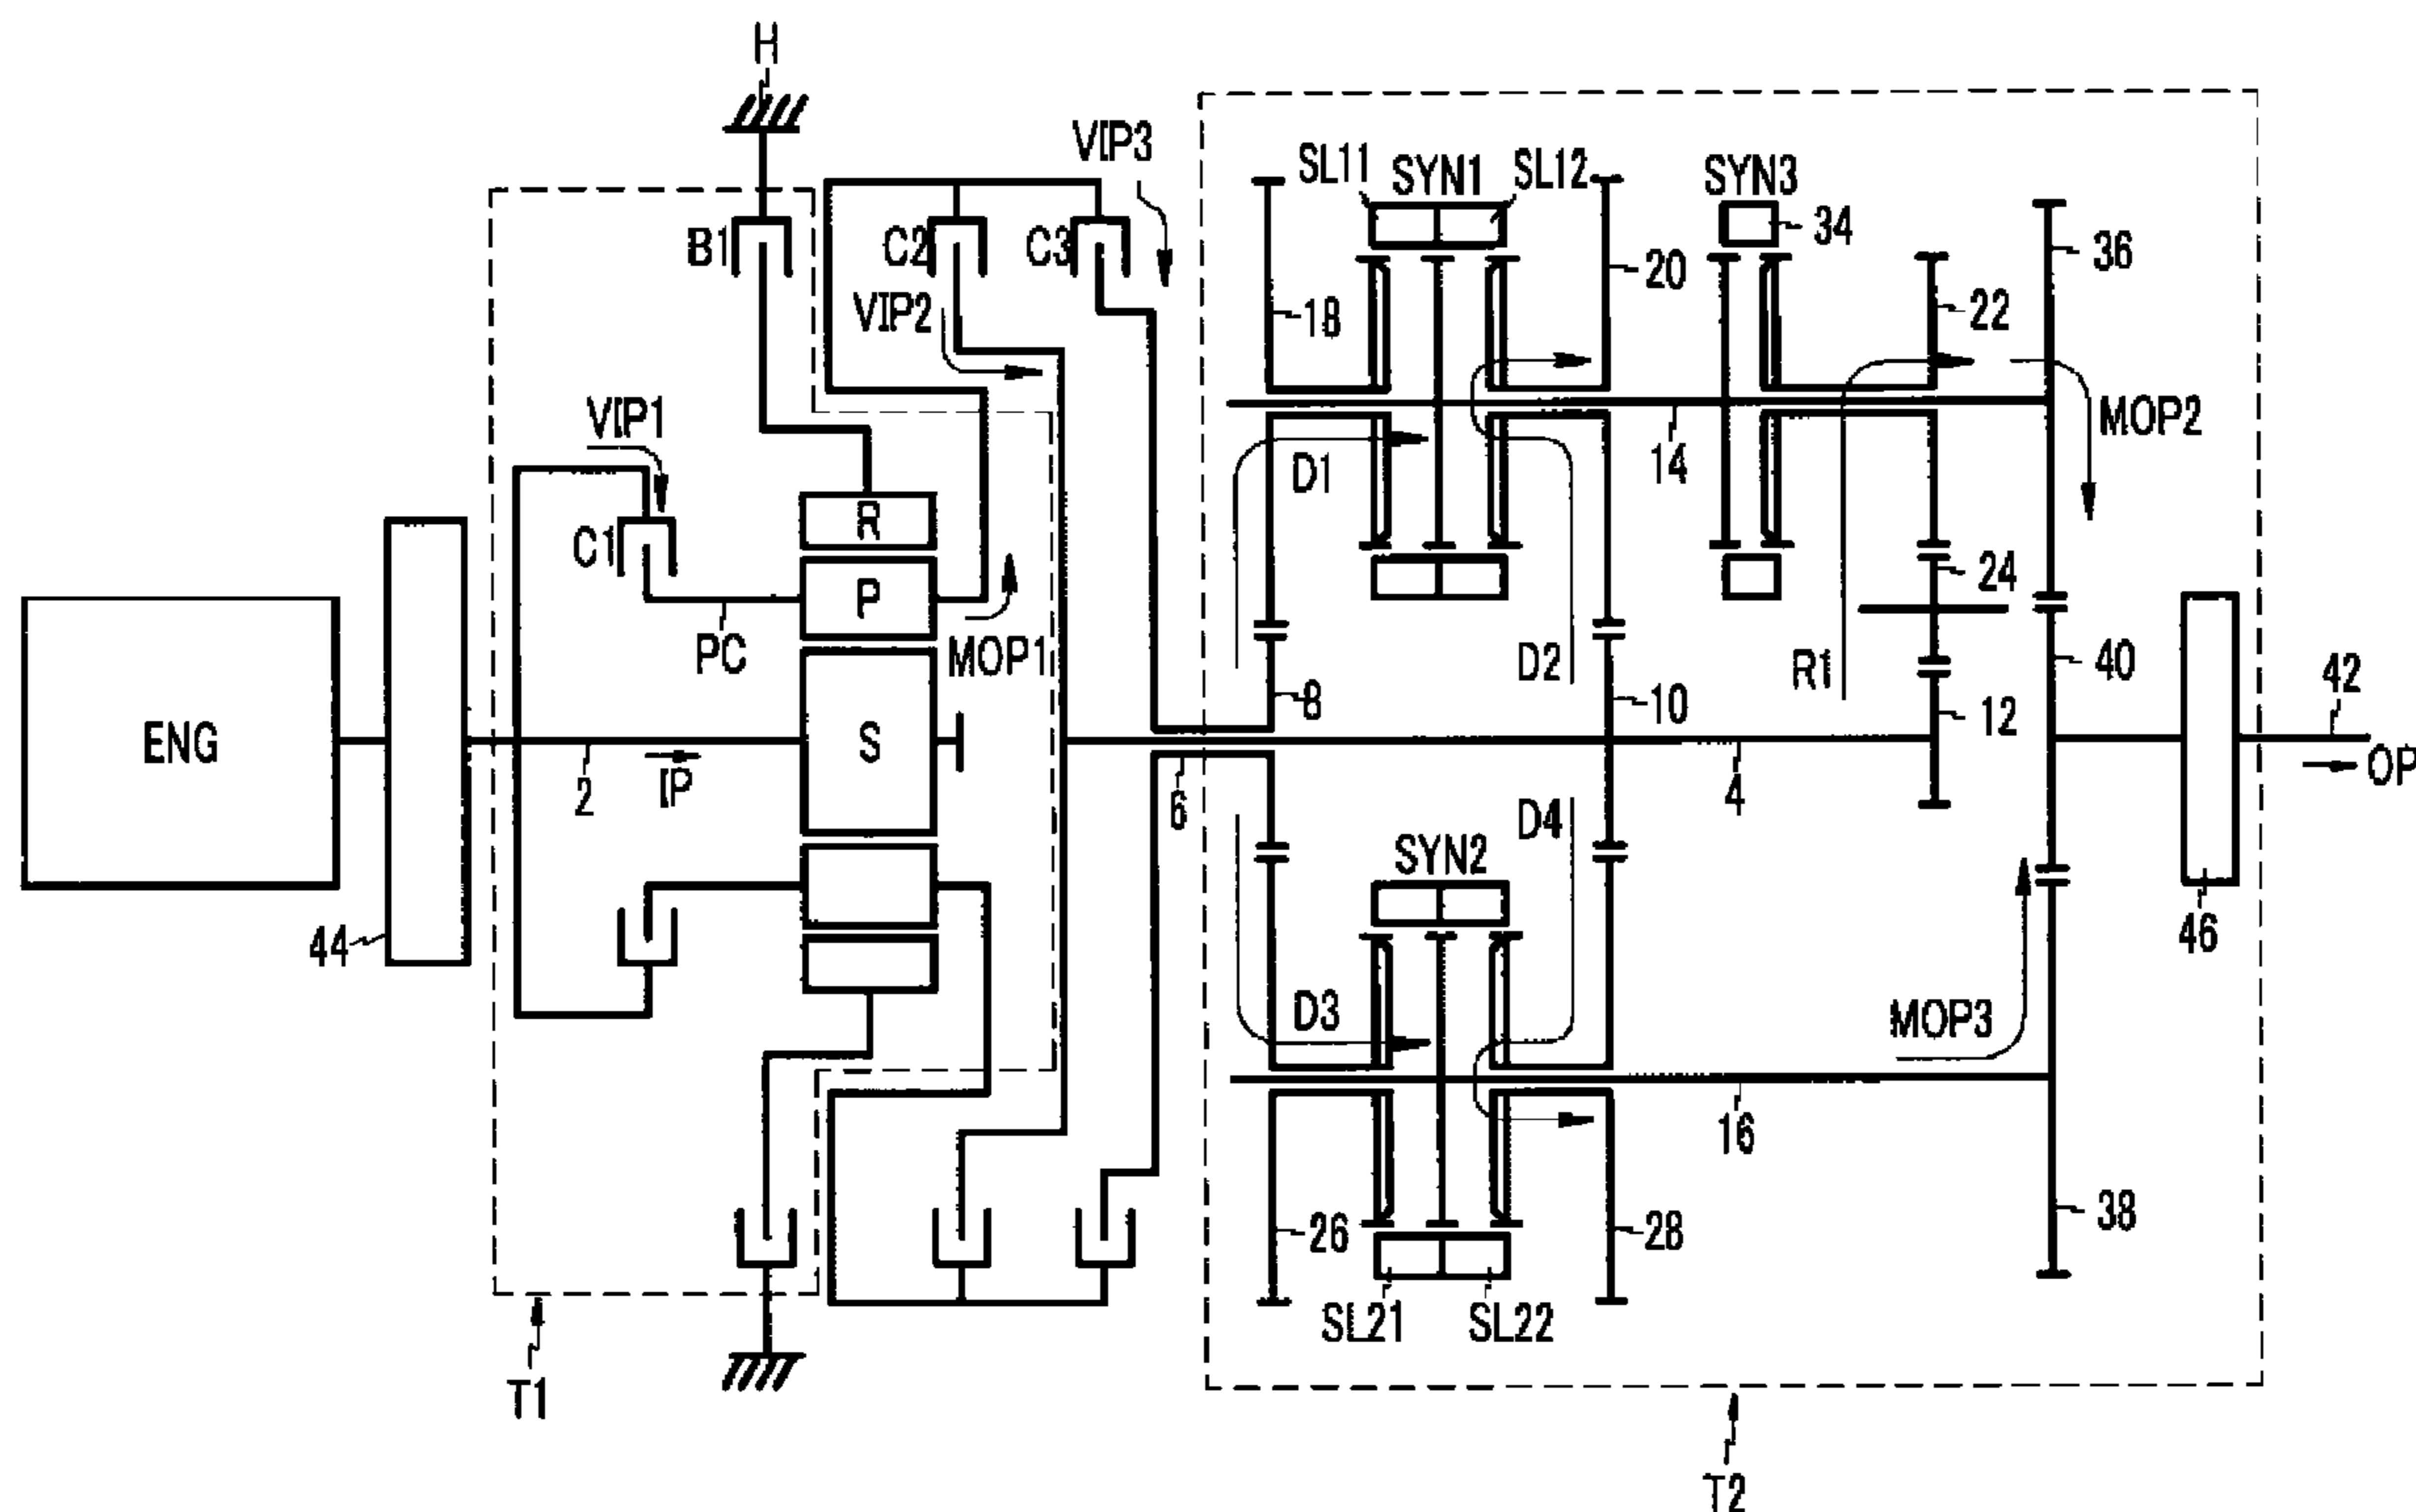 H
VIP3
SL11
SYN1
SL12
SYN3
34
B1
C2
C3
36
20
18
22
VIP2
VIP1
MOP2
14
D1
R
C1
24
P
PC
MOP1
D2
R1
40
8
10
12
42
ENG
S
2
IP
6
4
OP
D4
SYN2
44
46
D3
MOP3
16
26
28
38
SL21
SL22
T1
T2